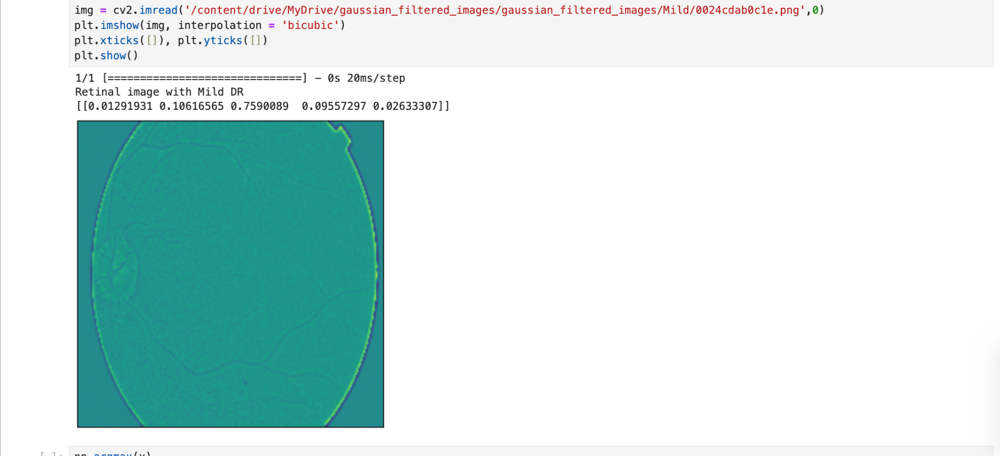 img = cv2.imread('/content/drive/MyDrive/gaussian_filtered_images/gaussian_filtered_images/Mild/0024cdab0c1e.png',0)
plt.imshow(img, interpolation = 'bicubic')
plt.xticks([]), plt.yticks([])
plt.show()
1/1 [==============================] - 0s 20ms/step
Retinal image with Mild DR
[[0.01291931 0.10616565 0.7590089  0.09557297 0.02633307]]
[ ]: np.argmax(x)